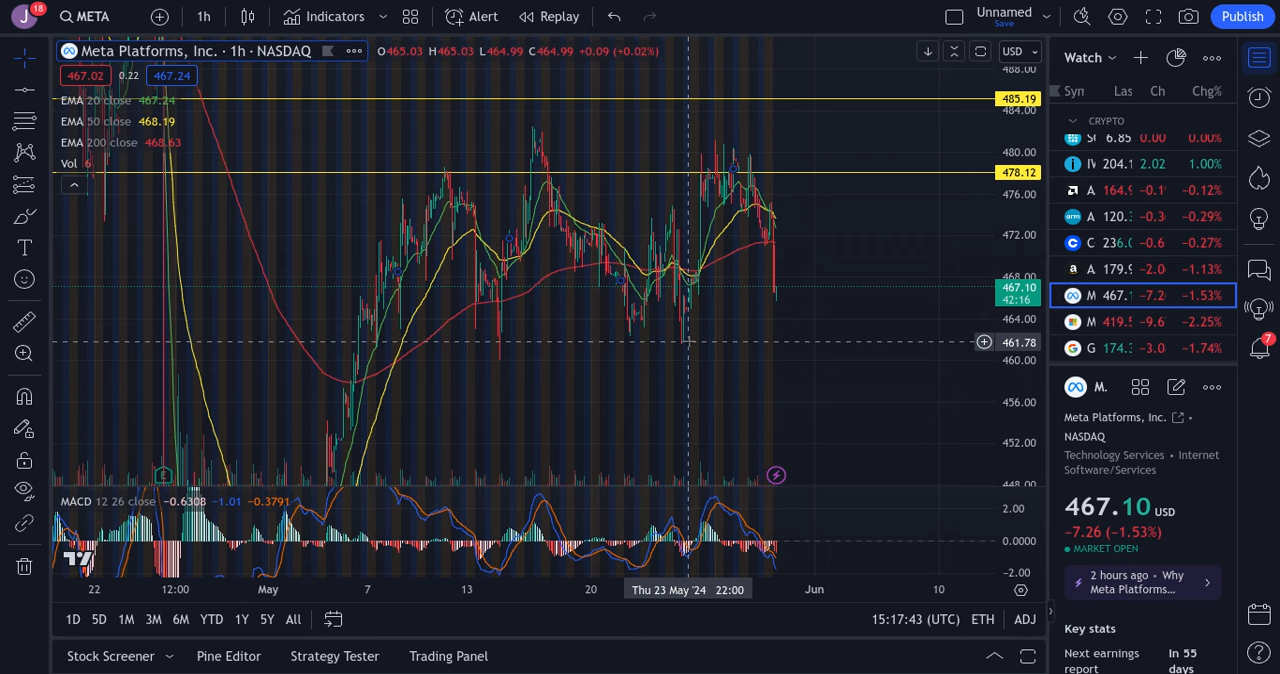 J 18 META 1h Indicators Alert Replay Unnamed Save Publish
Meta Platforms, Inc. · 1h · NASDAQ O465.03 H465.03 L464.99 C464.99 +0.09 (+0.02%) USD
467.02 0.22 467.24
EMA 20 close 467.24
EMA 50 close 468.19
EMA 200 close 468.63
Vol 6
488.00
485.19
484.00
480.00
478.12
476.00
472.00
468.00
467.10
42:16
464.00
461.78
460.00
456.00
452.00
448.00
E
MACD 12 26 close −0.6308 −1.01 −0.3791
2.00
0.0000
−2.00
22 12:00 May 7 13 20 Thu 23 May '24 22:00 Jun 10
1D 5D 1M 3M 6M YTD 1Y 5Y All 15:17:43 (UTC) ETH ADJ
Stock Screener Pine Editor Strategy Tester Trading Panel
Watch
Syn Las Ch Chg%
CRYPTO
6.85 0.00 0.00%
204.1 2.02 1.00%
A 164.9 −0.1 −0.12%
arm A 120. −0.3 −0.29%
C 236.0 −0.6 −0.27%
a A 179.9 −2.0 −1.13%
M 467.1 −7.2 −1.53%
M 419.5 −9.6 −2.25%
G G 174. −3.0 −1.74%
7
M.
Meta Platforms, Inc.
NASDAQ
Technology Services • Internet
Software/Services
467.10 USD
−7.26 (−1.53%)
MARKET OPEN
2 hours ago • Why
Meta Platforms...
Key stats
Next earnings In 55
report days